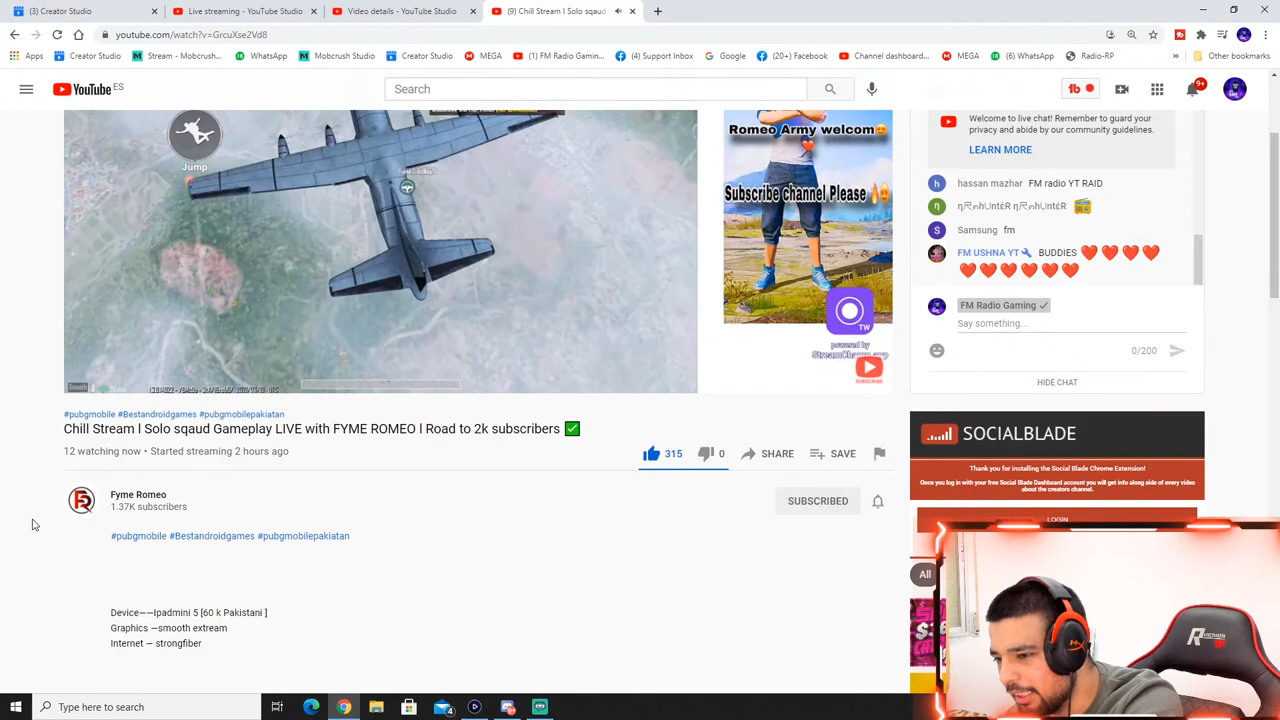 (3) Creator Studio
Live streaming - YouTube Studio
Video details - YouTube Studio
(9) Chill Stream l Solo sqaud
youtube.com/watch?v=GrcuXse2Vd8
Apps
Creator Studio
Stream - Mobcrush
WhatsApp
Mobcrush Studio
Creator Studio
MEGA
(1) FM Radio Gamin...
(4) Support Inbox
Google
(20+) Facebook
Channel dashboard...
MEGA
(6) WhatsApp
Radio-RP
»
Other bookmarks
YouTube ES
Search
tb
9+
Jump
Romeo Army welcom😍
❤️
Subscribe channel Please
TW
powered by
StreamChamp.app
SUBSCRIBE
Welcome to live chat! Remember to guard your
privacy and abide by our community guidelines.
LEARN MORE
h hassan mazhar FM radio YT RAID
S Samsung fm
FM USHNA YT🔧 BUDDIES ❤️❤️❤️❤️
❤️❤️❤️❤️❤️❤️
FM Radio Gaming ✓
Say something...
0/200
HIDE CHAT
#pubgmobile #Bestandroidgames #pubgmobilepakiatan
Chill Stream l Solo sqaud Gameplay LIVE with FYME ROMEO l Road to 2k subscribers ✅
12 watching now • Started streaming 2 hours ago
315
0
SHARE
SAVE
Fyme Romeo
1.37K subscribers
SUBSCRIBED
#pubgmobile #Bestandroidgames #pubgmobilepakiatan
Device——Ipadmini 5 [60 k Pakistani ]
Graphics —smooth extream
Internet — strongfiber
SOCIALBLADE
Thank you for installing the Social Blade Chrome Extension!
Once you log in with your free Social Blade Dashboard account you will get info along side of every video
about the creators channel.
LOGIN
All
Type here to search
4